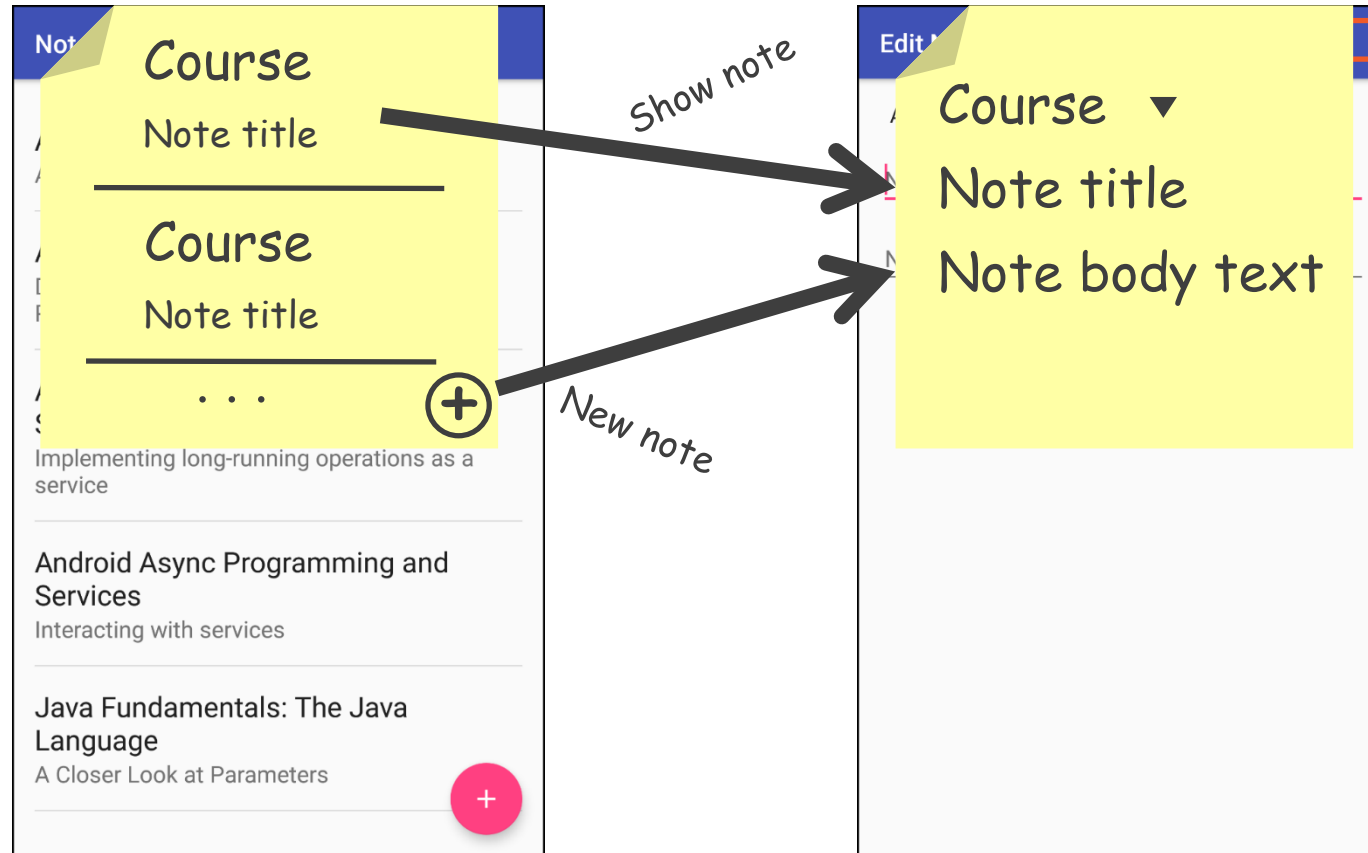 Course
Note title
Course
Note title
. . .
+
Implementing long-running operations as a
service
Android Async Programming and
Services
Interacting with services
Java Fundamentals: The Java
Language
A Closer Look at Parameters
+
Show note
New note
Edit
Course
Note title
Note body text